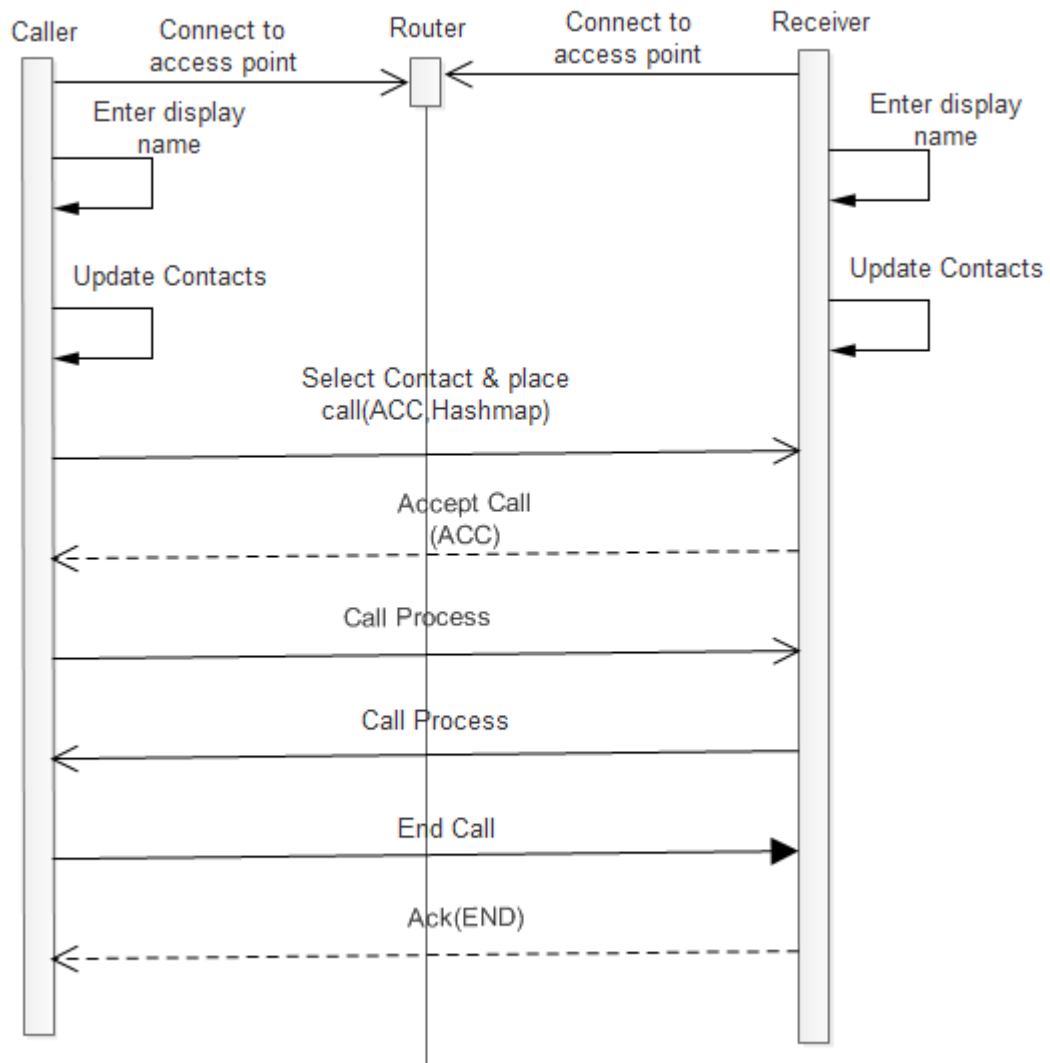 Caller
Connect to
access point
Router
Connect to
access point
Receiver
Enter display
name
Enter display
name
Update Contacts
Update Contacts
Select Contact & place
call(ACC,Hashmap)
Accept Call
(ACC)
Call Process
Call Process
End Call
Ack(END)